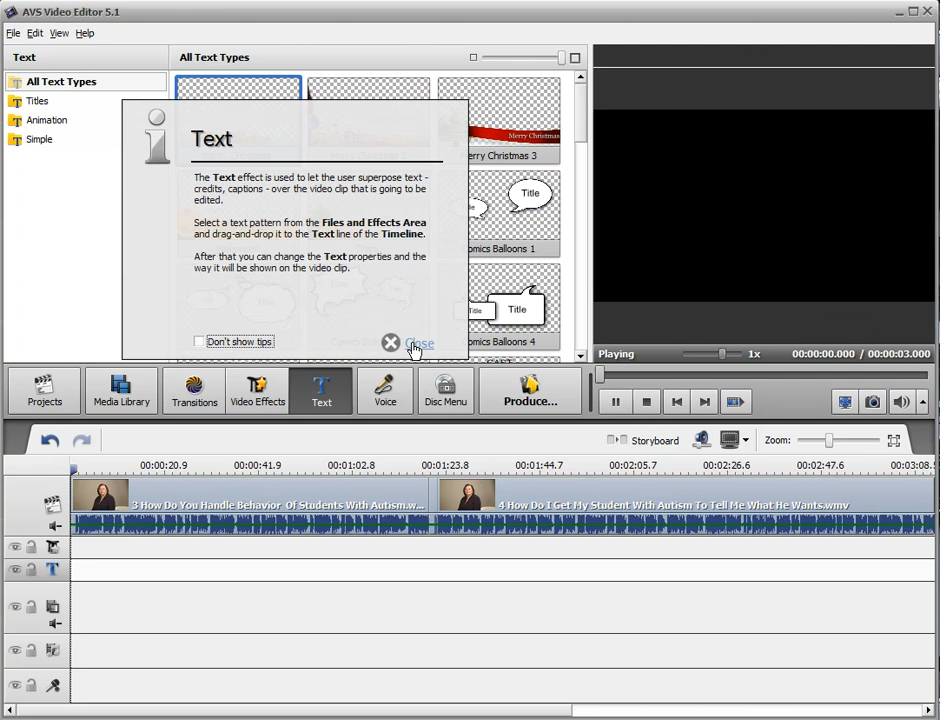 AVS Video Editor 5.1
File Edit View Help
Text
All Text Types
All Text Types
Titles
Animation
Simple
Merry Christmas
erry Christmas 3
Title
omics Balloons 1
Title
Title
omics Balloons 4
Text
The Text effect is used to let the user superpose text -
credits, captions - over the video clip that is going to be
edited.
Select a text pattern from the Files and Effects Area
and drag-and-drop it to the Text line of the Timeline.
After that you can change the Text properties and the
way it will be shown on the video clip.
Don't show tips
Close
Playing 1x 00:00:00.000 / 00:00:03.000
Projects Media Library Transitions Video Effects Text Voice Disc Menu Produce...
Storyboard Zoom:
00:00:20.9 00:00:41.9 00:01:02.8 00:01:23.8 00:01:44.7 00:02:05.7 00:02:26.6 00:02:47.6 00:03:08.
3 How Do You Handle Behavior Of Students With Autism.w... 4 How Do I Get My Student With Autism To Tell Me What He Wants.wmv